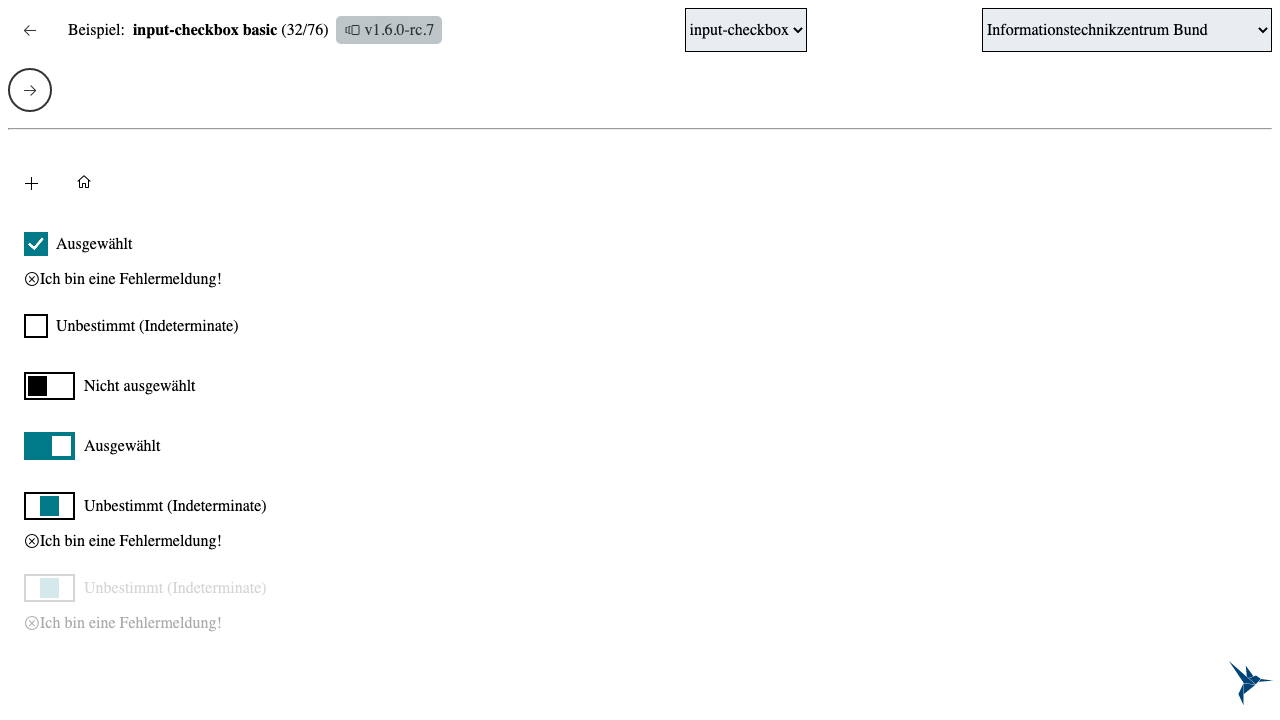 Beispiel: input-checkbox basic (32/76) v1.6.0-rc.7 input-checkbox Informationstechnikzentrum Bund
Ausgewählt
Ich bin eine Fehlermeldung!
Unbestimmt (Indeterminate)
Nicht ausgewählt
Ausgewählt
Unbestimmt (Indeterminate)
Ich bin eine Fehlermeldung!
Unbestimmt (Indeterminate)
Ich bin eine Fehlermeldung!